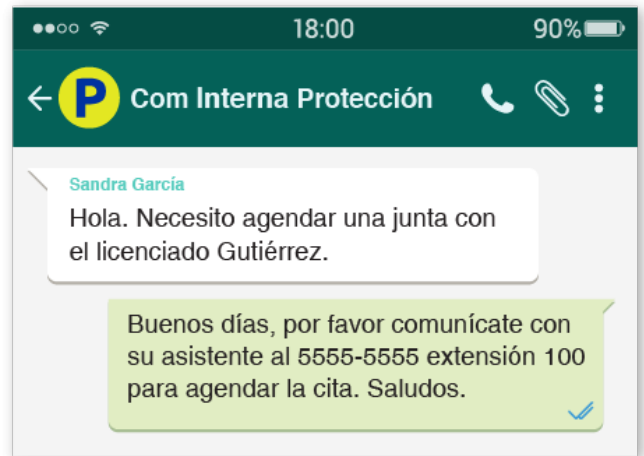 18:00
90%
P
Com Interna Protección
Sandra García
Hola. Necesito agendar una junta con
el licenciado Gutiérrez.
Buenos días, por favor comunícate con
su asistente al 5555-5555 extensión 100
para agendar la cita. Saludos.